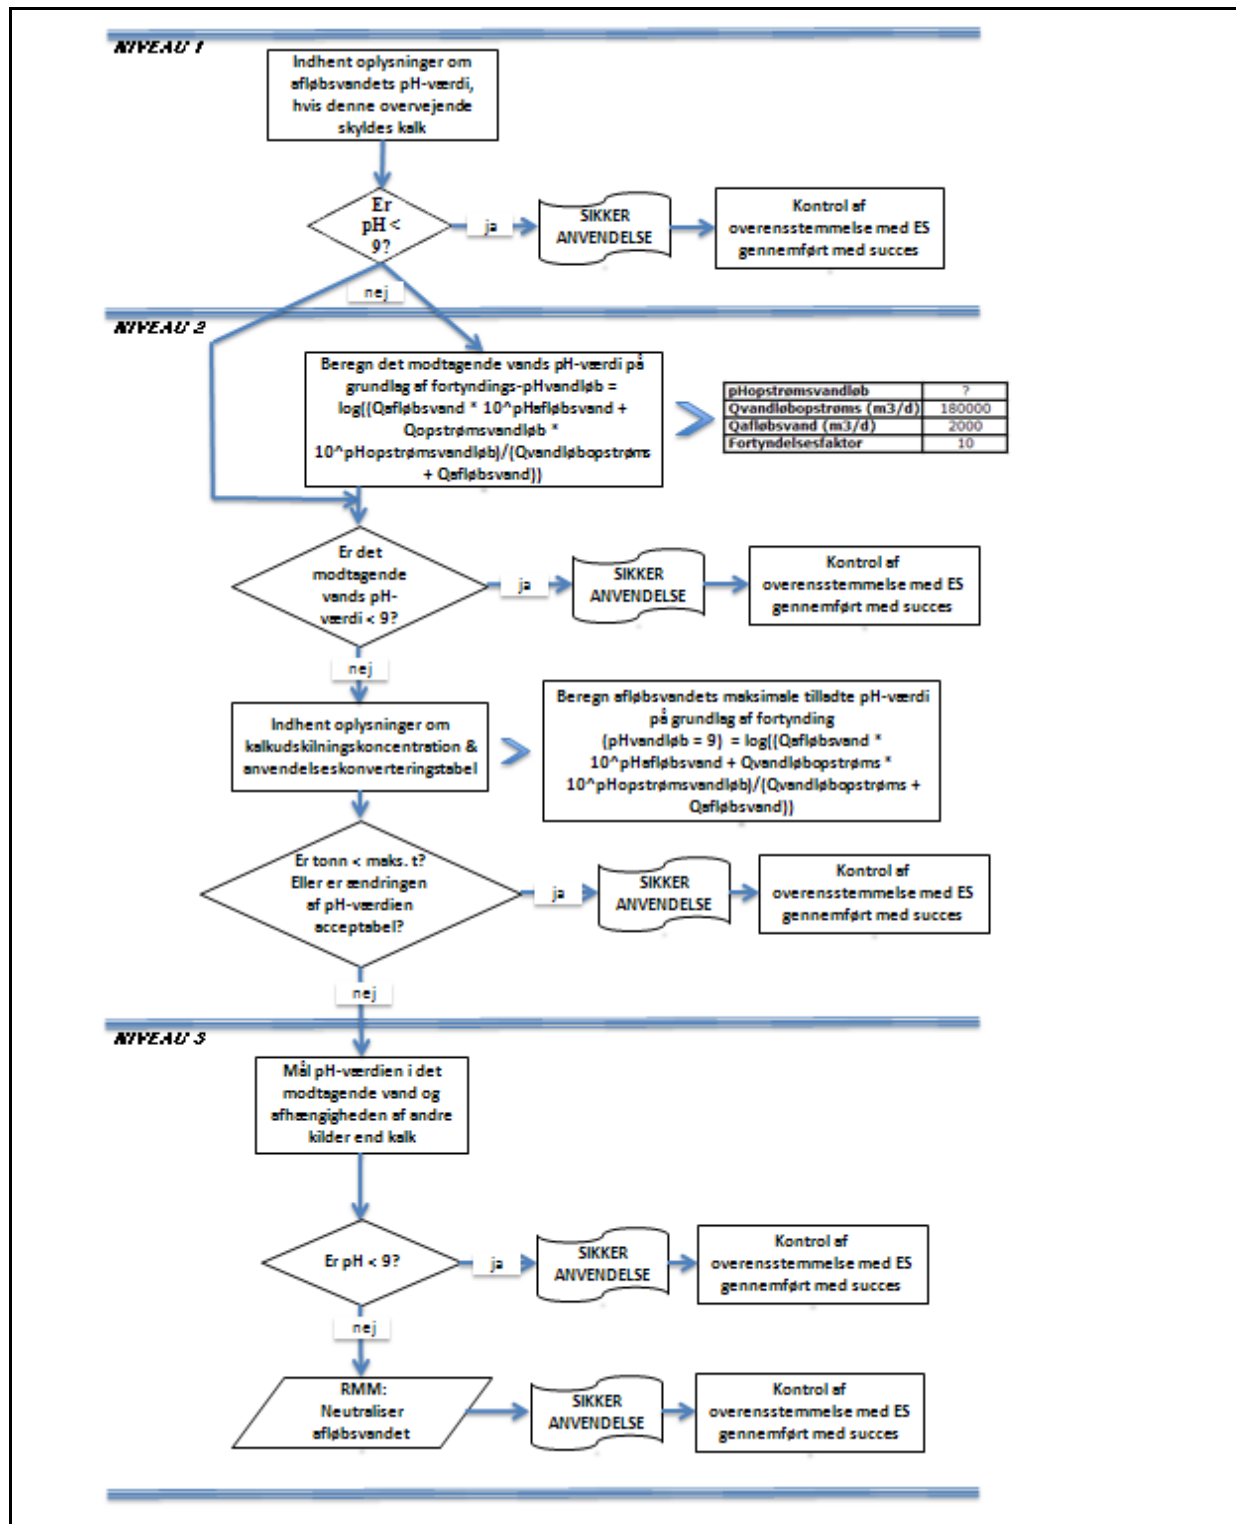 NIVEAU 1
Indhent oplysninger om
afløbsvandets pH-værdi,
hvis denne overvejende
skyldes kalk
Er
pH <
9?
ja
SIKKER
ANVENDELSE
Kontrol af
overensstemmelse med ES
gennemført med succes
nej
NIVEAU 2
Beregn det modtagende vands pH-værdi på
grundlag af fortyndings-pHvandløb =
log((Qafløbsvand * 10^pHafløbsvand +
Qopstrømsvandløb *
10^pHopstrømsvandløb)/(Qvandløbopstrøms
+ Qafløbsvand))
pHopstrømsvandløb ?
Qvandløbopstrøms (m3/d) 180000
Qafløbsvand (m3/d) 2000
Fortyndelsesfaktor 10
Er det
modtagende
vands pH-
værdi < 9?
ja
SIKKER
ANVENDELSE
Kontrol af
overensstemmelse med ES
gennemført med succes
nej
Indhent oplysninger om
kalkudskilningskoncentration &
anvendelseskonverteringstabel
Beregn afløbsvandets maksimale tilladte pH-værdi
på grundlag af fortynding
(pHvandløb = 9) = log((Qafløbsvand *
10^pHafløbsvand + Qvandløbopstrøms *
10^pHopstrømsvandløb)/(Qvandløbopstrøms +
Qafløbsvand))
Er tonn < maks. t?
Eller er ændringen
af pH-værdien
acceptabel?
ja
SIKKER
ANVENDELSE
Kontrol af
overensstemmelse med ES
gennemført med succes
nej
NIVEAU 3
Mål pH-værdien i det
modtagende vand og
afhængigheden af andre
kilder end kalk
Er pH < 9?
ja
SIKKER
ANVENDELSE
Kontrol af
overensstemmelse med ES
gennemført med succes
nej
RMM:
Neutraliser
afløbsvandet
SIKKER
ANVENDELSE
Kontrol af
overensstemmelse med ES
gennemført med succes